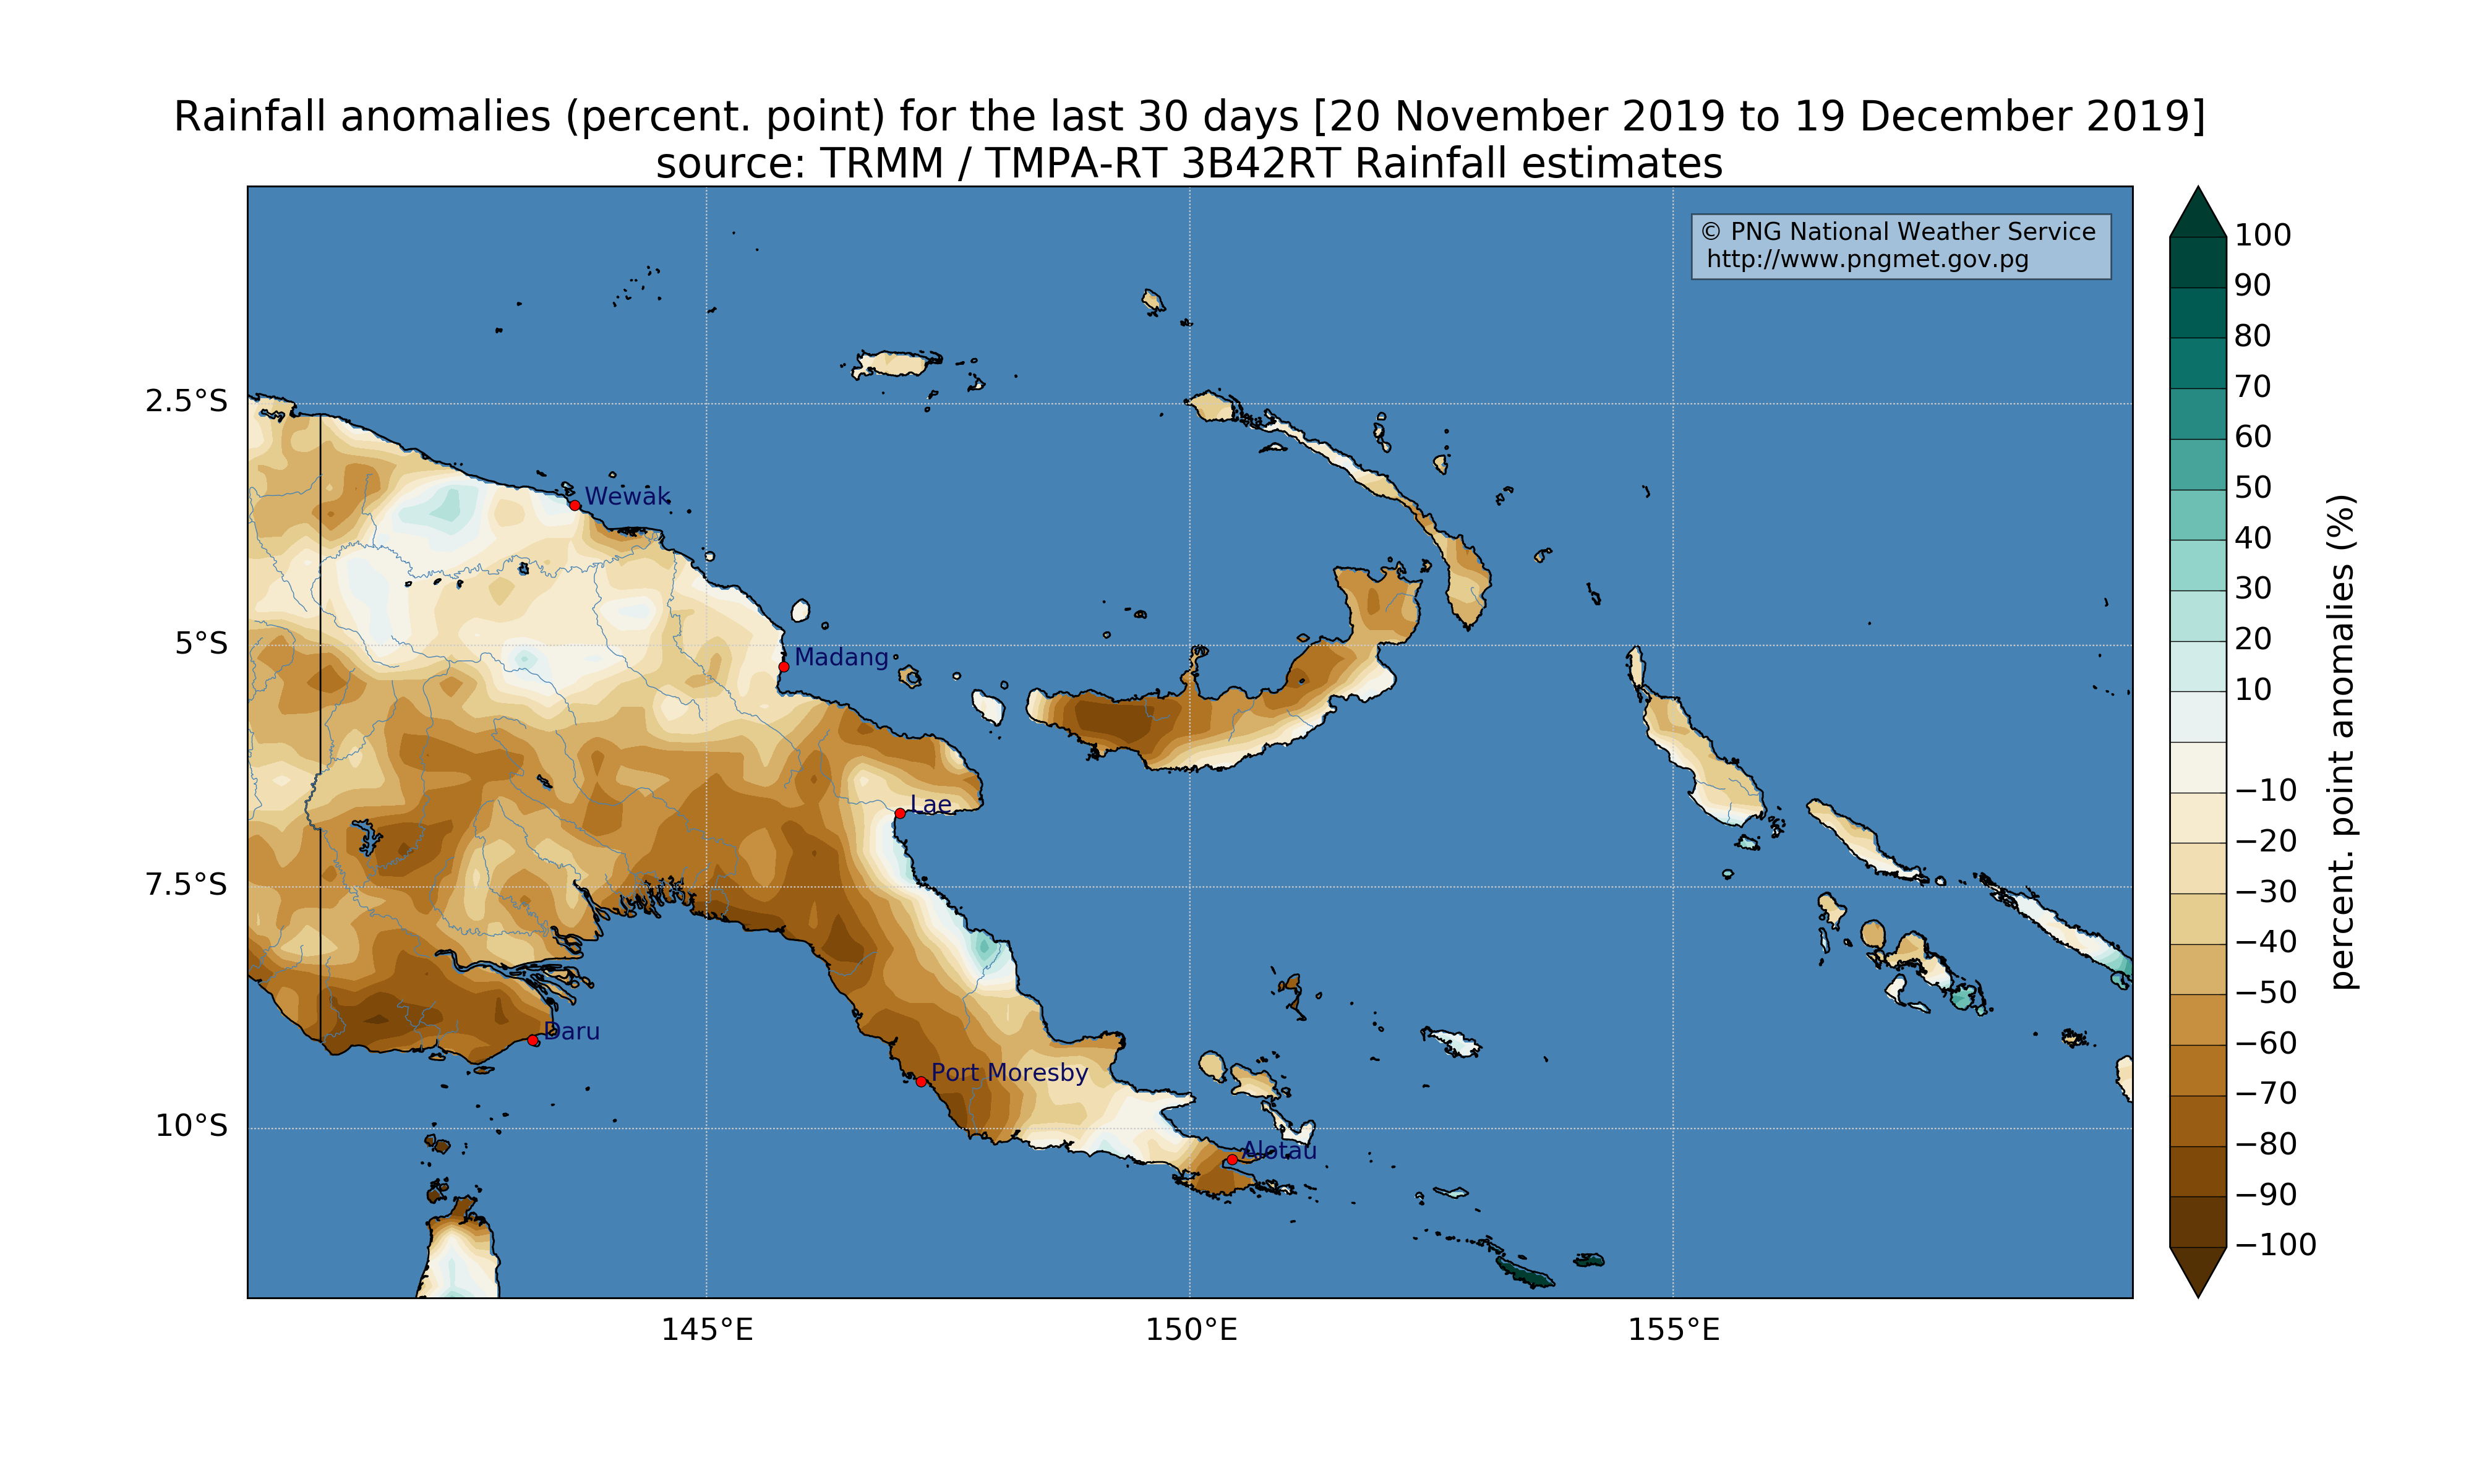 Rainfall anomalies (percent. point) for the last 30 days [20 November 2019 to 19 December 2019]
source: TRMM / TMPA-RT 3B42RT Rainfall estimates
© PNG National Weather Service
http://www.pngmet.gov.pg
2.5°S
5°S
7.5°S
10°S
145°E
150°E
155°E
Wewak
Madang
Lae
Daru
Port Moresby
Alotau
100
90
80
70
60
50
40
30
20
10
−10
−20
−30
−40
−50
−60
−70
−80
−90
−100
percent. point anomalies (%)